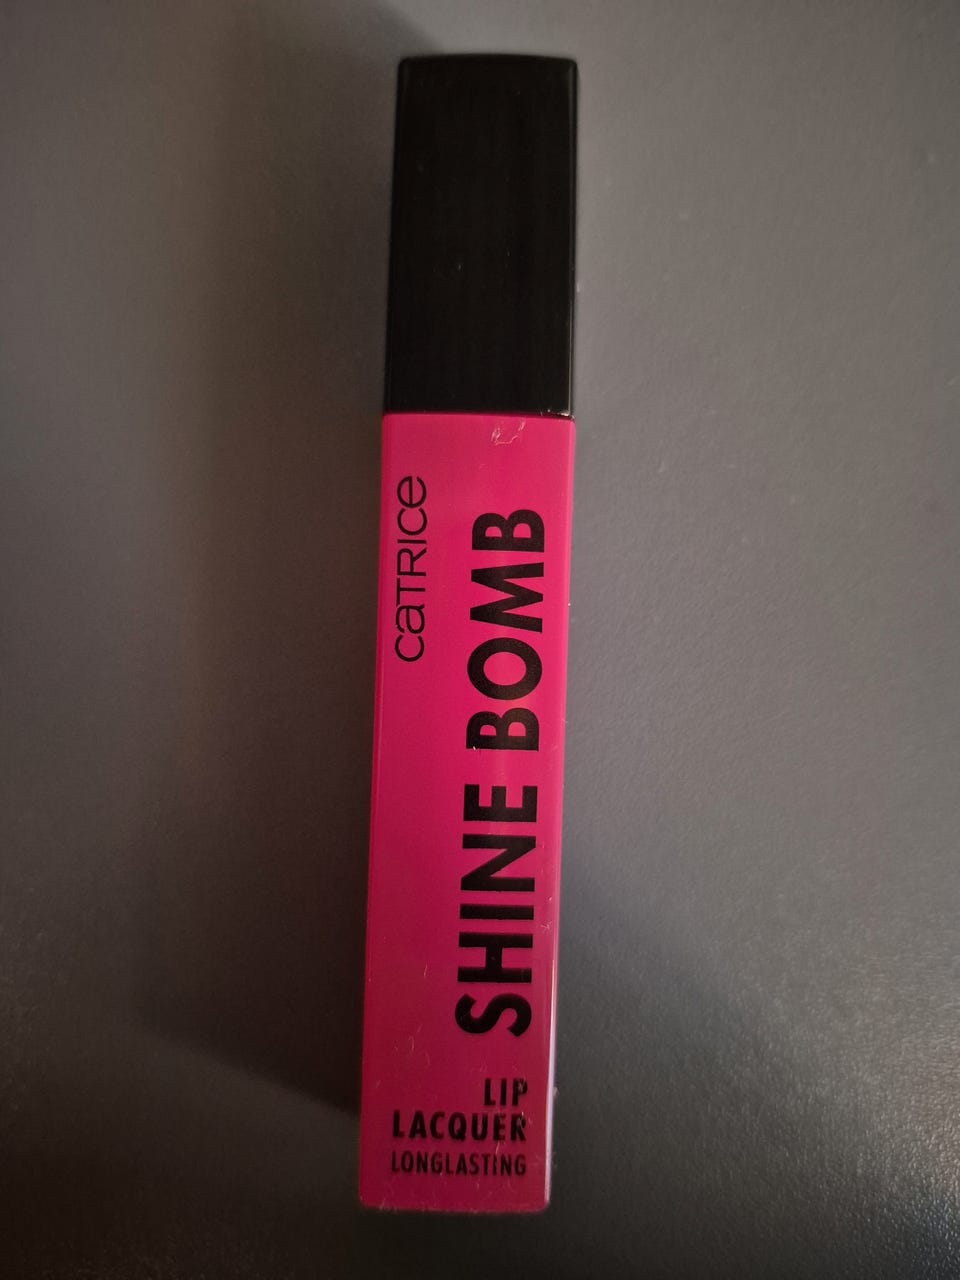 CATRICE
SHINE BOMB
LIP
LACQUER
LONGLASTING